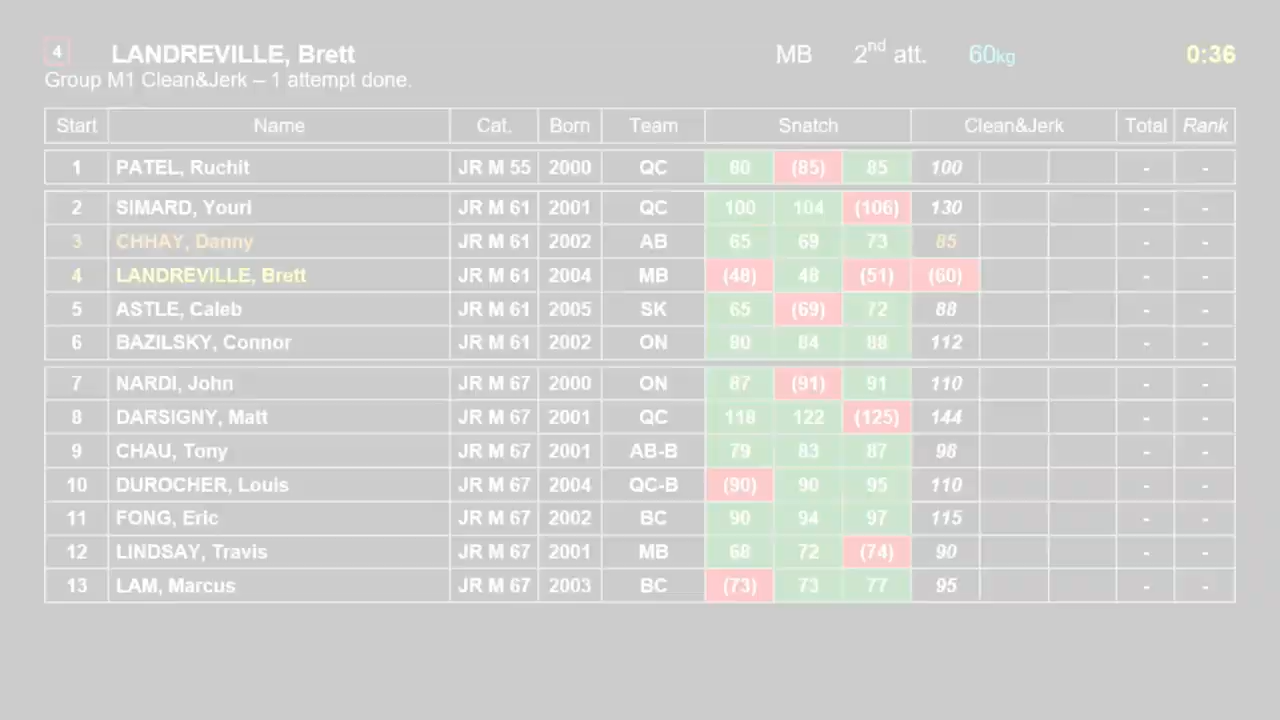 4 LANDREVILLE, Brett MB 2nd att. 60kg 0:36
Group M1 Clean&Jerk – 1 attempt done.
Start Name Cat. Born Team Snatch Clean&Jerk Total Rank
1 PATEL, Ruchit JR M 55 2000 QC 80 (85) 85 100 - -
2 SIMARD, Youri JR M 61 2001 QC 100 104 (106) 130 - -
3 CHHAY, Danny JR M 61 2002 AB 65 69 73 85 - -
4 LANDREVILLE, Brett JR M 61 2004 MB (48) 48 (51) (60) - -
5 ASTLE, Caleb JR M 61 2005 SK 65 (69) 72 88 - -
6 BAZILSKY, Connor JR M 61 2002 ON 80 84 88 112 - -
7 NARDI, John JR M 67 2000 ON 87 (91) 91 110 - -
8 DARSIGNY, Matt JR M 67 2001 QC 118 122 (125) 144 - -
9 CHAU, Tony JR M 67 2001 AB-B 79 83 87 98 - -
10 DUROCHER, Louis JR M 67 2004 QC-B (90) 90 95 110 - -
11 FONG, Eric JR M 67 2002 BC 90 94 97 115 - -
12 LINDSAY, Travis JR M 67 2001 MB 68 72 (74) 90 - -
13 LAM, Marcus JR M 67 2003 BC (73) 73 77 95 - -